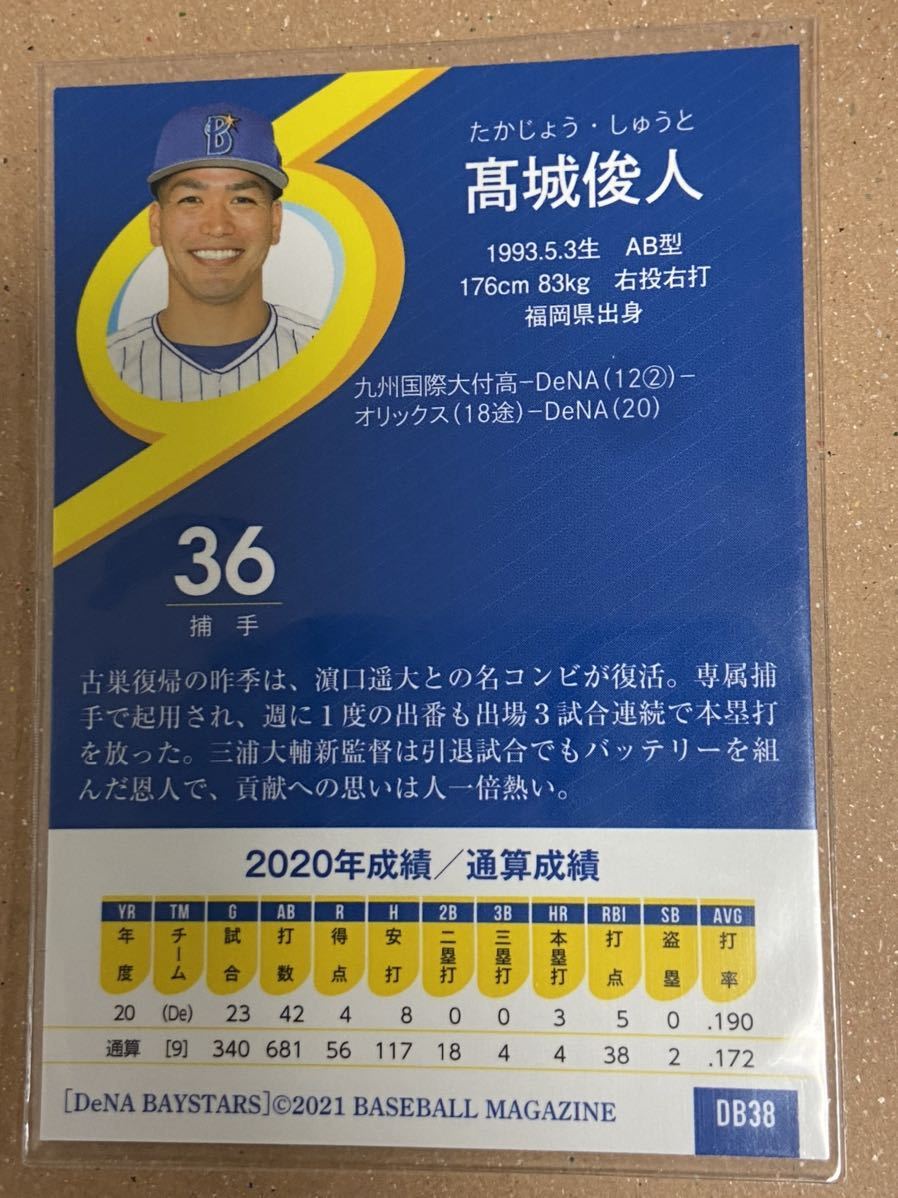 B
たかじょう・しゅうと
髙城俊人
1993.5.3生　AB型
176cm 83kg　右投右打
福岡県出身
九州国際大付高−DeNA(12②)−
オリックス(18途)−DeNA(20)
36
捕 手
古巣復帰の昨季は、濵口遥大との名コンビが復活。専属捕
手で起用され、週に１度の出番も出場３試合連続で本塁打
を放った。三浦大輔新監督は引退試合でもバッテリーを組
んだ恩人で、貢献への思いは人一倍熱い。
2020年成績／通算成績
YR TM G AB R H 2B 3B HR RBI SB AVG
年度 チーム 試合 打数 得点 安打 二塁打 三塁打 本塁打 打点 盗塁 打率
20 (De) 23 42 4 8 0 0 3 5 0 .190
通算 [9] 340 681 56 117 18 4 4 38 2 .172
[DeNA BAYSTARS]©2021 BASEBALL MAGAZINE
DB38